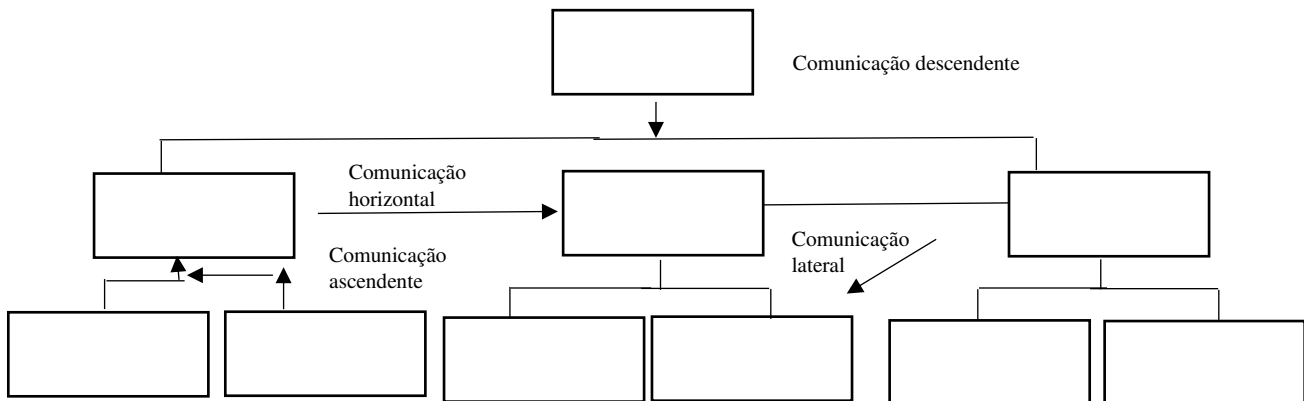 Comunicação descendente
Comunicação
horizontal
Comunicação
lateral
Comunicação
ascendente